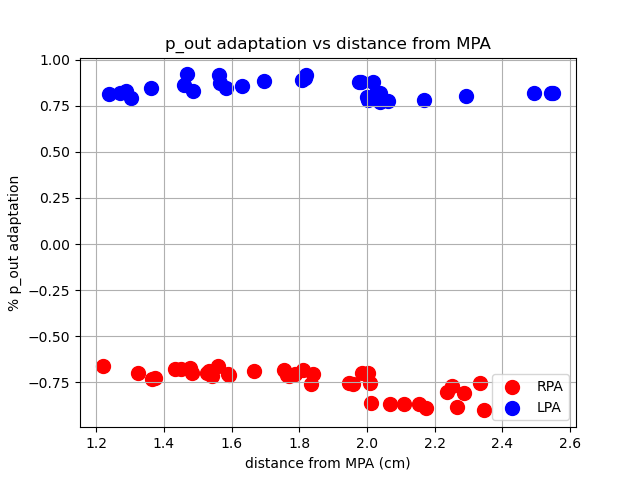 p_out adaptation vs distance from MPA
1.00
0.75
0.50
0.25
0.00
−0.25
−0.50
−0.75
% p_out adaptation
RPA
LPA
1.2 1.4 1.6 1.8 2.0 2.2 2.4 2.6
distance from MPA (cm)